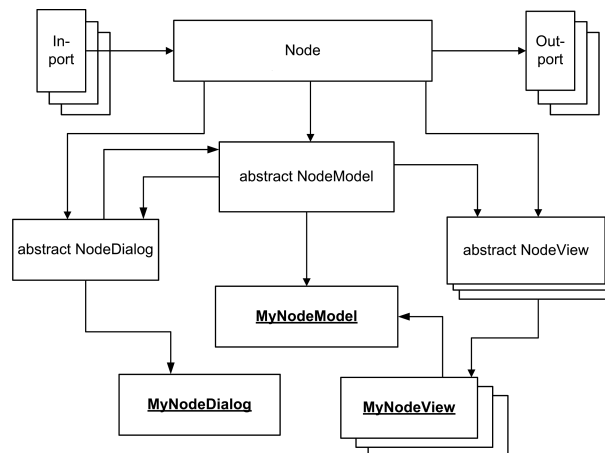 In-
port
Node
Out-
port
abstract NodeModel
abstract NodeDialog
abstract NodeView
MyNodeModel
MyNodeDialog
MyNodeView